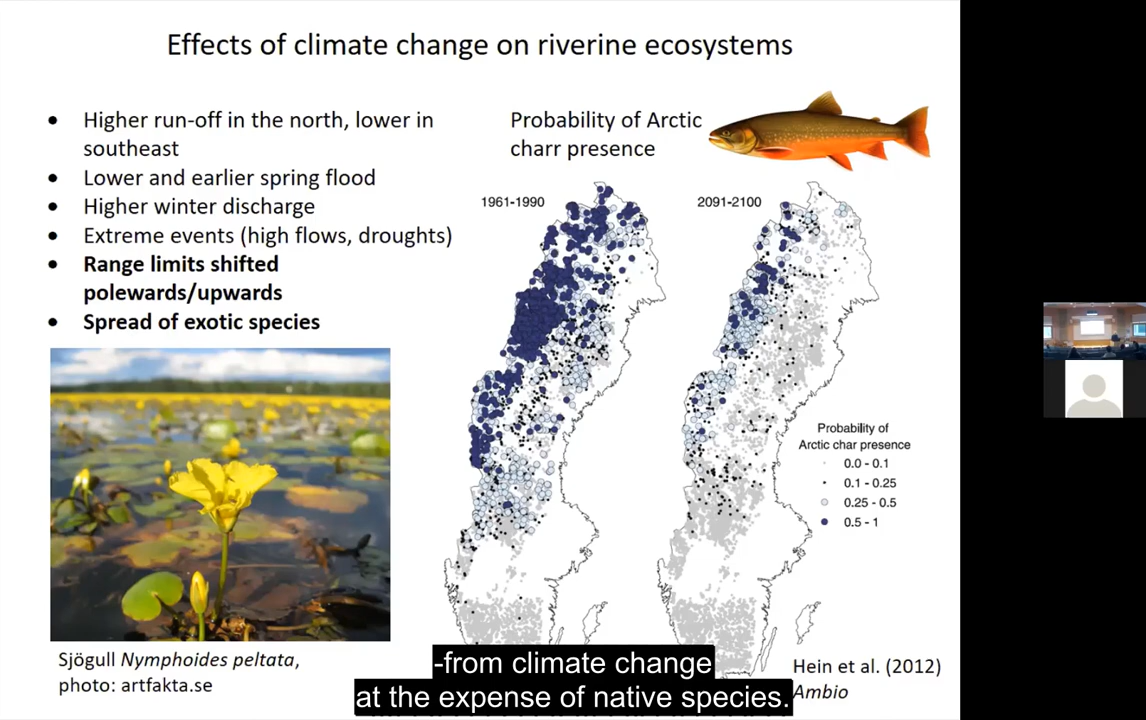 Effects of climate change on riverine ecosystems
• Higher run-off in the north, lower in
southeast
• Lower and earlier spring flood
• Higher winter discharge
• Extreme events (high flows, droughts)
• Range limits shifted
polewards/upwards
• Spread of exotic species
Sjögull Nymphoides peltata,
photo: artfakta.se
Probability of Arctic
charr presence
1961-1990
2091-2100
Probability of
Arctic char presence
0.0 - 0.1
0.1 - 0.25
0.25 - 0.5
0.5 - 1
Hein et al. (2012)
Ambio
-from climate change
at the expense of native species.